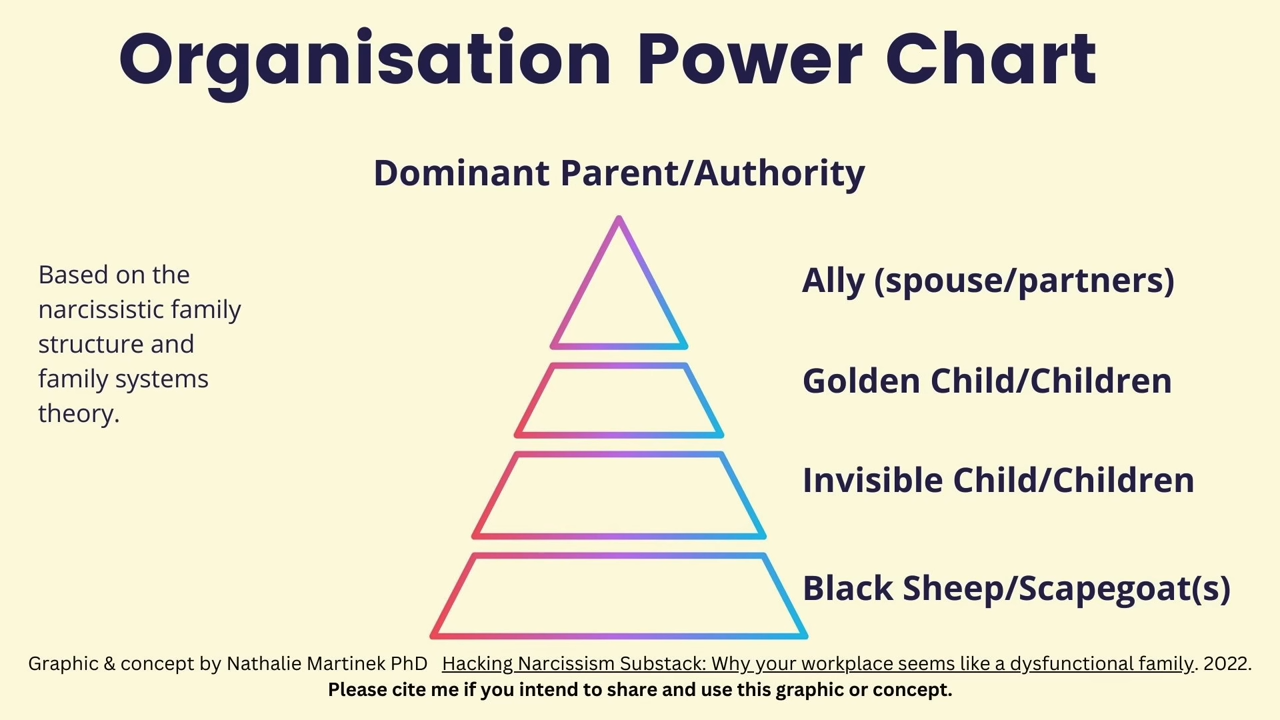 Organisation Power Chart
Dominant Parent/Authority
Based on the
narcissistic family
structure and
family systems
theory.
Ally (spouse/partners)
Golden Child/Children
Invisible Child/Children
Black Sheep/Scapegoat(s)
Graphic & concept by Nathalie Martinek PhD Hacking Narcissism Substack: Why your workplace seems like a dysfunctional family. 2022.
Please cite me if you intend to share and use this graphic or concept.